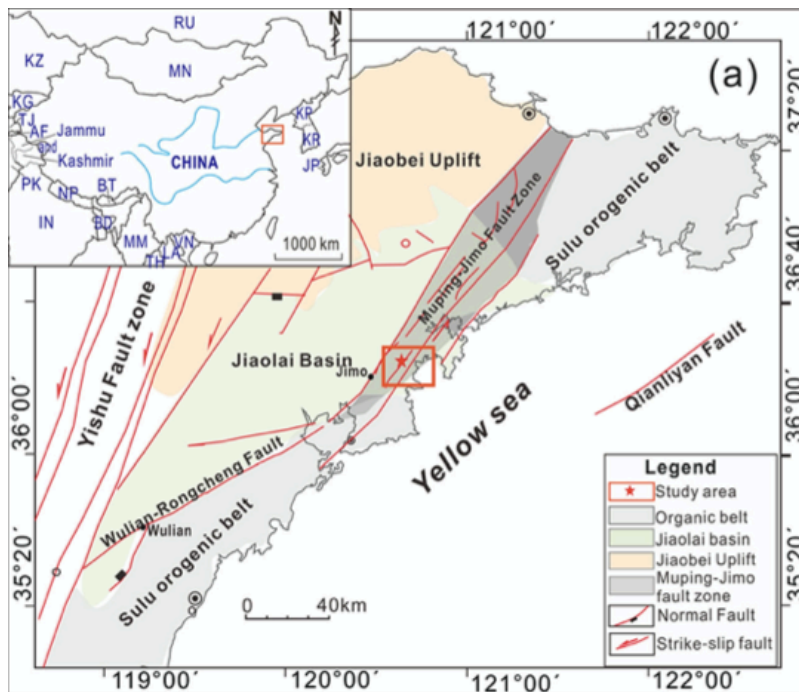 121°00′
122°00′
(a)
N
RU
KZ
MN
KG
TJ
AF
Jammu
and
Kashmir
CHINA
KP
KR
JP
PK
NP
BT
IN
BD
MM
VN
LA
TH
1000 km
37°20′
36°40′
36°00′
35°20′
Jiaobei Uplift
Muping-Jimo Fault Zone
Sulu orogenic belt
Yishu Fault zone
Jiaolai Basin
Jimo
Qianliyan Fault
Yellow sea
36°00′
Wulian-Rongcheng Fault
Wulian
Sulu orogenic belt
35°20′
0 40km
Legend
Study area
Organic belt
Jiaolai basin
Jiaobei Uplift
Muping-Jimo
fault zone
Normal Fault
Strike-slip fault
119°00′
120°00′
121°00′
122°00′